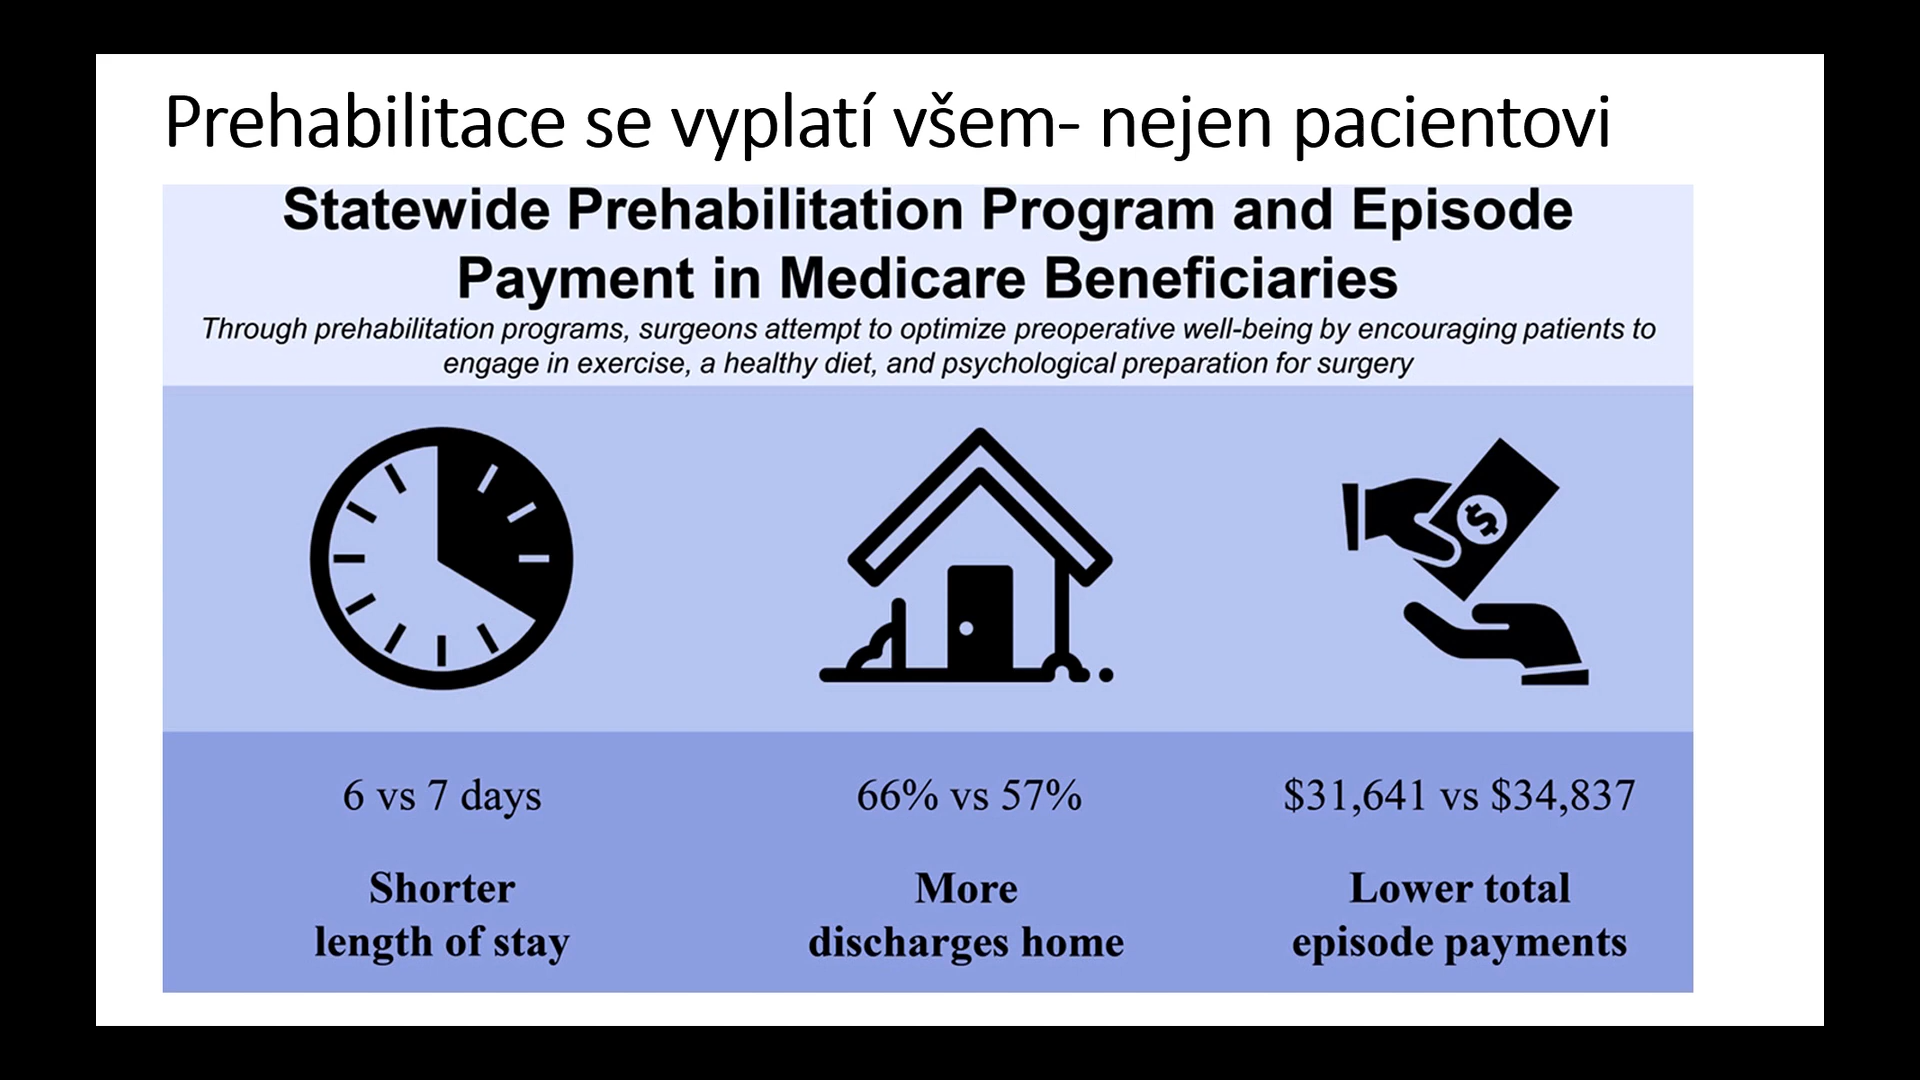 Prehabilitace se vyplatí všem- nejen pacientovi
Statewide Prehabilitation Program and Episode
Payment in Medicare Beneficiaries
Through prehabilitation programs, surgeons attempt to optimize preoperative well-being by encouraging patients to
engage in exercise, a healthy diet, and psychological preparation for surgery
$
6 vs 7 days
Shorter
length of stay
66% vs 57%
More
discharges home
$31,641 vs $34,837
Lower total
episode payments